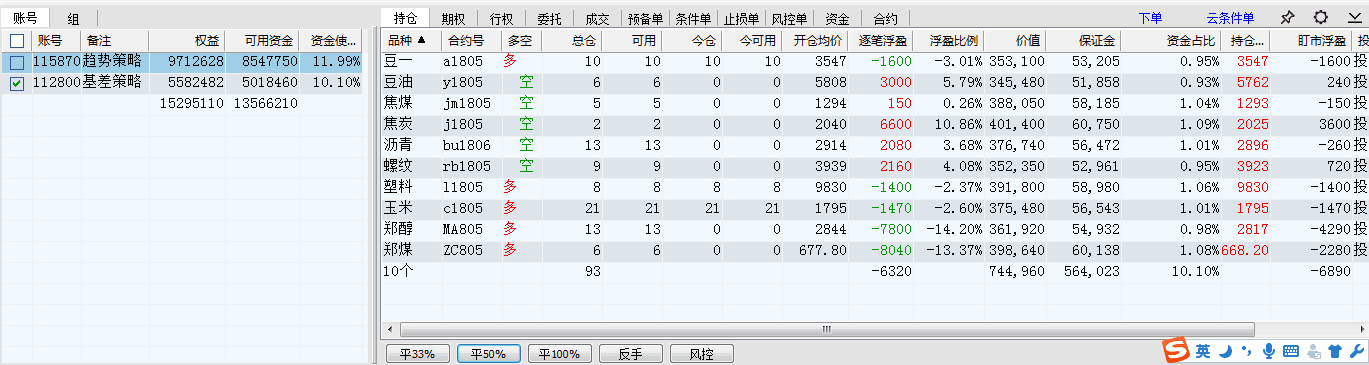 账号 组
账号 备注 权益 可用资金 资金使...
115870 趋势策略 9712628 8547750 11.99%
112800 基差策略 5582482 5018460 10.10%
15295110 13566210
持仓 期权 行权 委托 成交 预备单 条件单 止损单 风控单 资金 合约 下单 云条件单
品种 ▲ 合约号 多空 总仓 可用 今仓 今可用 开仓均价 逐笔浮盈 浮盈比例 价值 保证金 资金占比 持仓... 盯市浮盈 投
豆一 a1805 多 10 10 10 10 3547 -1600 -3.01% 353,100 53,205 0.95% 3547 -1600 投
豆油 y1805 空 6 6 0 0 5808 3000 5.79% 345,480 51,858 0.93% 5762 240 投
焦煤 jm1805 空 5 5 0 0 1294 150 0.26% 388,050 58,185 1.04% 1293 -150 投
焦炭 j1805 空 2 2 0 0 2040 6600 10.86% 401,400 60,750 1.09% 2025 3600 投
沥青 bu1806 空 13 13 0 0 2914 2080 3.68% 376,740 56,472 1.01% 2896 -260 投
螺纹 rb1805 空 9 9 0 0 3939 2160 4.08% 352,350 52,961 0.95% 3923 720 投
塑料 l1805 多 8 8 8 8 9830 -1400 -2.37% 391,800 58,980 1.06% 9830 -1400 投
玉米 c1805 多 21 21 21 21 1795 -1470 -2.60% 375,480 56,543 1.01% 1795 -1470 投
郑醇 MA805 多 13 13 0 0 2844 -7800 -14.20% 361,920 54,932 0.98% 2817 -4290 投
郑煤 ZC805 多 6 6 0 0 677.80 -8040 -13.37% 398,640 60,138 1.08% 668.20 -2280 投
10个 93 -6320 744,960 564,023 10.10% -6890
平33% 平50% 平100% 反手 风控
S 英